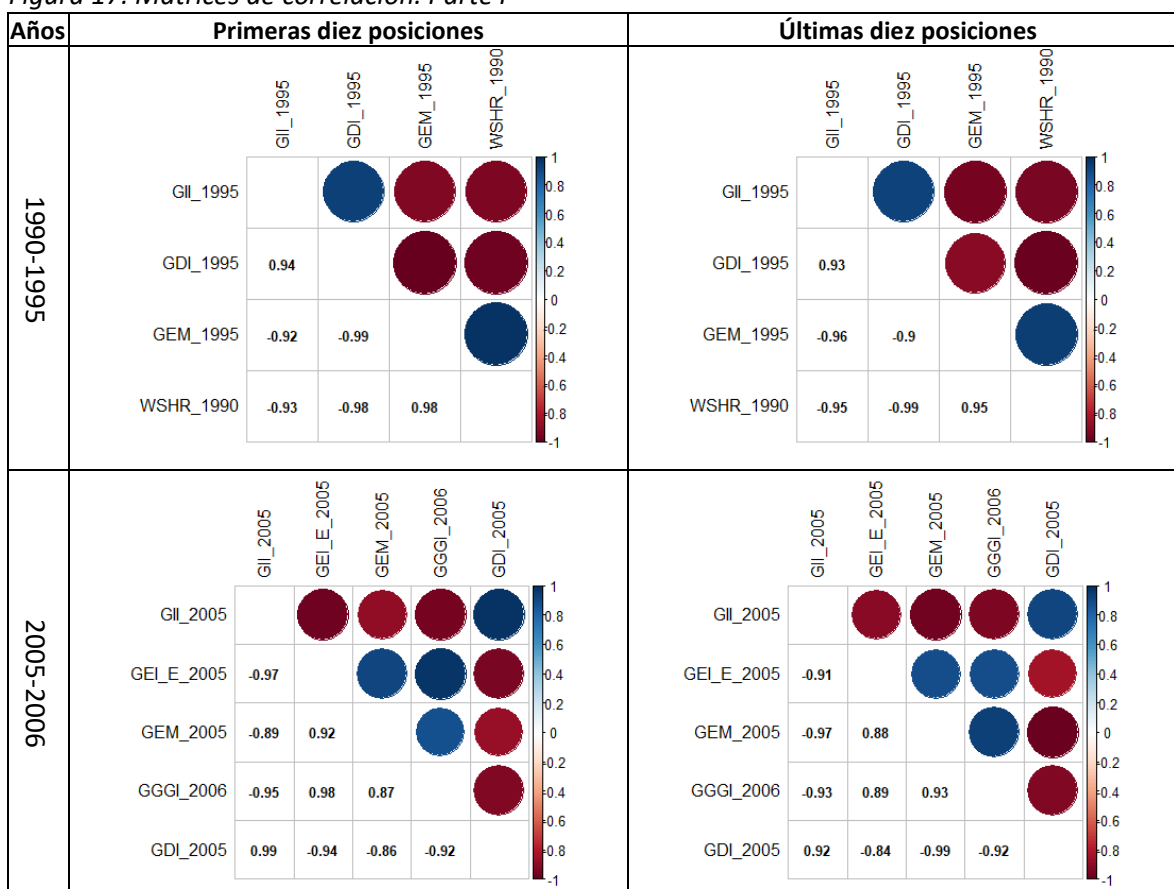 Figura 17. Matrices de correlación. Parte I
Años
Primeras diez posiciones
Últimas diez posiciones
1990-1995
GII_1995 GDI_1995 GEM_1995 WSHR_1990
GII_1995
GDI_1995 0.94
GEM_1995 -0.92 -0.99
WSHR_1990 -0.93 -0.98 0.98
1
0.8
0.6
0.4
0.2
0
-0.2
-0.4
-0.6
-0.8
-1
GII_1995 GDI_1995 GEM_1995 WSHR_1990
GII_1995
GDI_1995 0.93
GEM_1995 -0.96 -0.9
WSHR_1990 -0.95 -0.99 0.95
1
0.8
0.6
0.4
0.2
0
-0.2
-0.4
-0.6
-0.8
-1
2005-2006
GII_2005 GEI_E_2005 GEM_2005 GGGI_2006 GDI_2005
GII_2005
GEI_E_2005 -0.97
GEM_2005 -0.89 0.92
GGGI_2006 -0.95 0.98 0.87
GDI_2005 0.99 -0.94 -0.86 -0.92
1
0.8
0.6
0.4
0.2
0
-0.2
-0.4
-0.6
-0.8
-1
GII_2005 GEI_E_2005 GEM_2005 GGGI_2006 GDI_2005
GII_2005
GEI_E_2005 -0.91
GEM_2005 -0.97 0.88
GGGI_2006 -0.93 0.89 0.93
GDI_2005 0.92 -0.84 -0.99 -0.92
1
0.8
0.6
0.4
0.2
0
-0.2
-0.4
-0.6
-0.8
-1